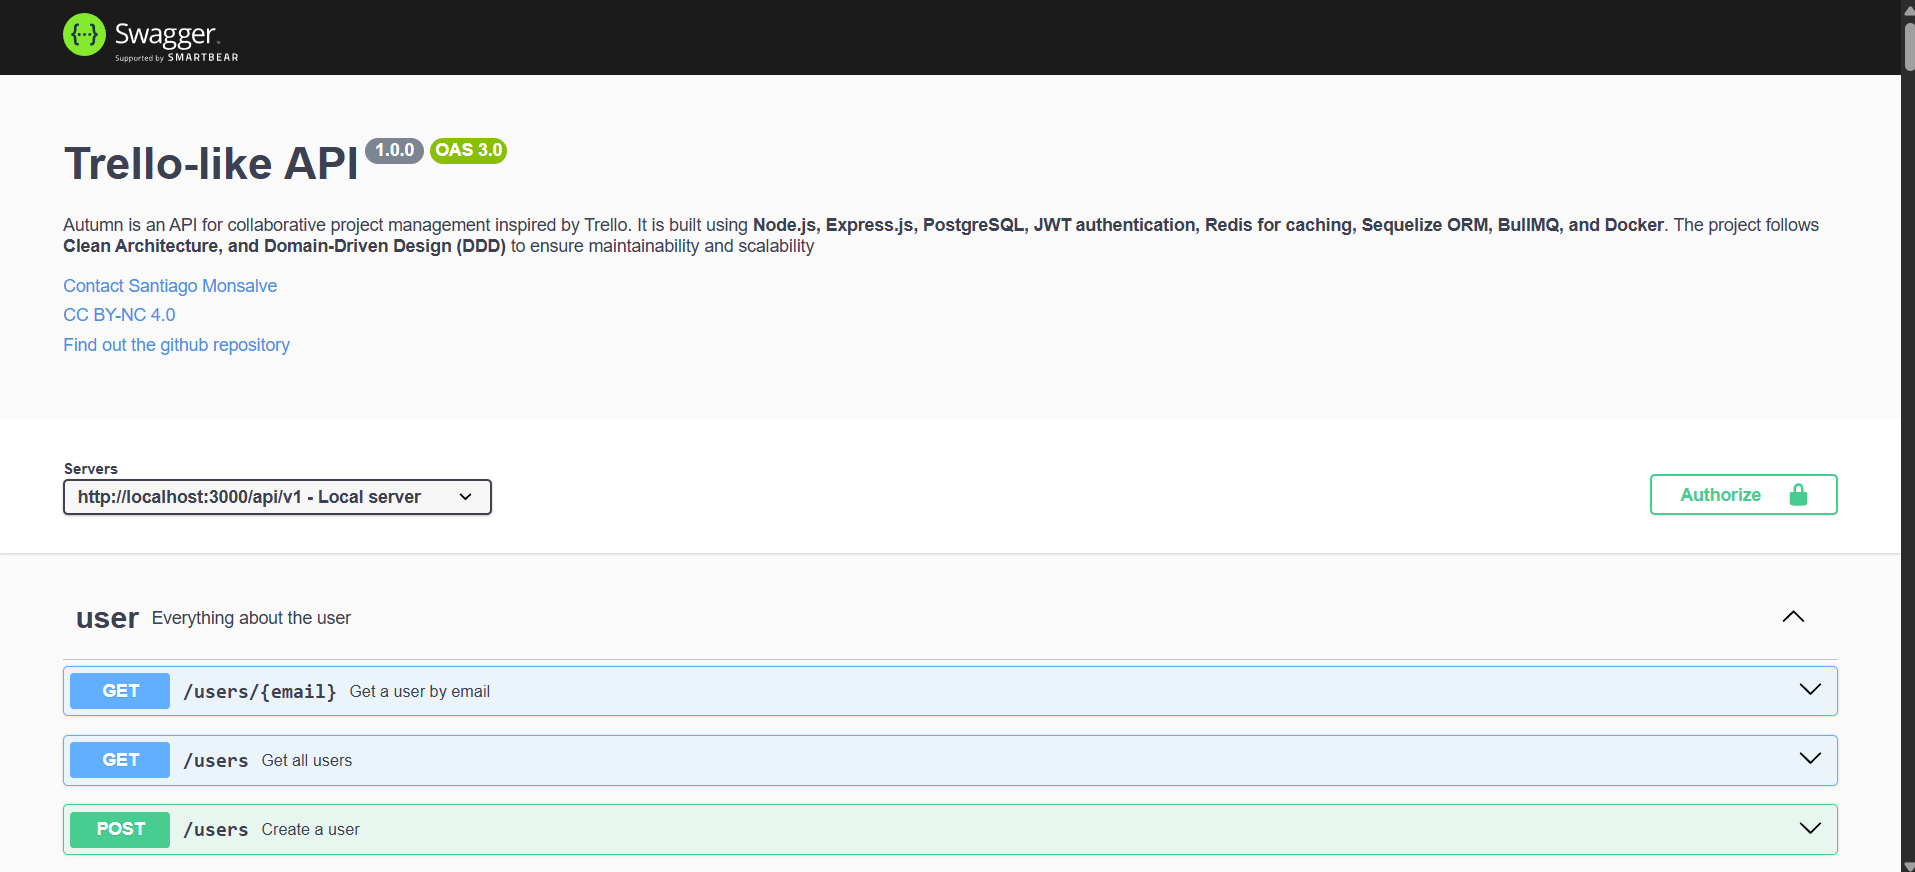 {···} Swagger.
Supported by SMARTBEAR
Trello-like API 1.0.0 OAS 3.0
Autumn is an API for collaborative project management inspired by Trello. It is built using Node.js, Express.js, PostgreSQL, JWT authentication, Redis for caching, Sequelize ORM, BullMQ, and Docker. The project follows
Clean Architecture, and Domain-Driven Design (DDD) to ensure maintainability and scalability
Contact Santiago Monsalve
CC BY-NC 4.0
Find out the github repository
Servers
http://localhost:3000/api/v1 - Local server
Authorize
user Everything about the user
GET /users/{email} Get a user by email
GET /users Get all users
POST /users Create a user